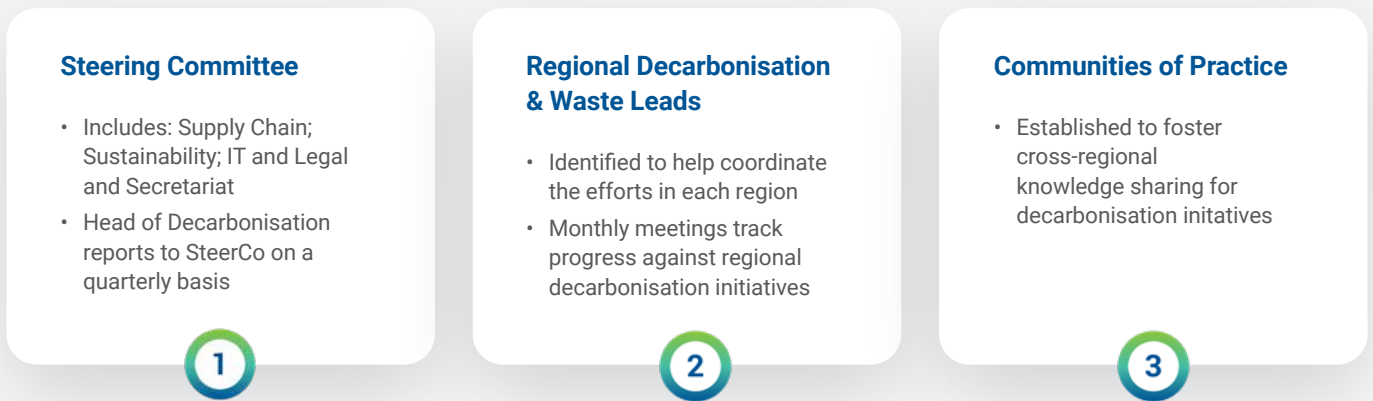 Steering Committee
• Includes: Supply Chain;
Sustainability; IT and Legal
and Secretariat
• Head of Decarbonisation
reports to SteerCo on a
quarterly basis
1
Regional Decarbonisation
& Waste Leads
• Identified to help coordinate
the efforts in each region
• Monthly meetings track
progress against regional
decarbonisation initiatives
2
Communities of Practice
• Established to foster
cross-regional
knowledge sharing for
decarbonisation initatives
3